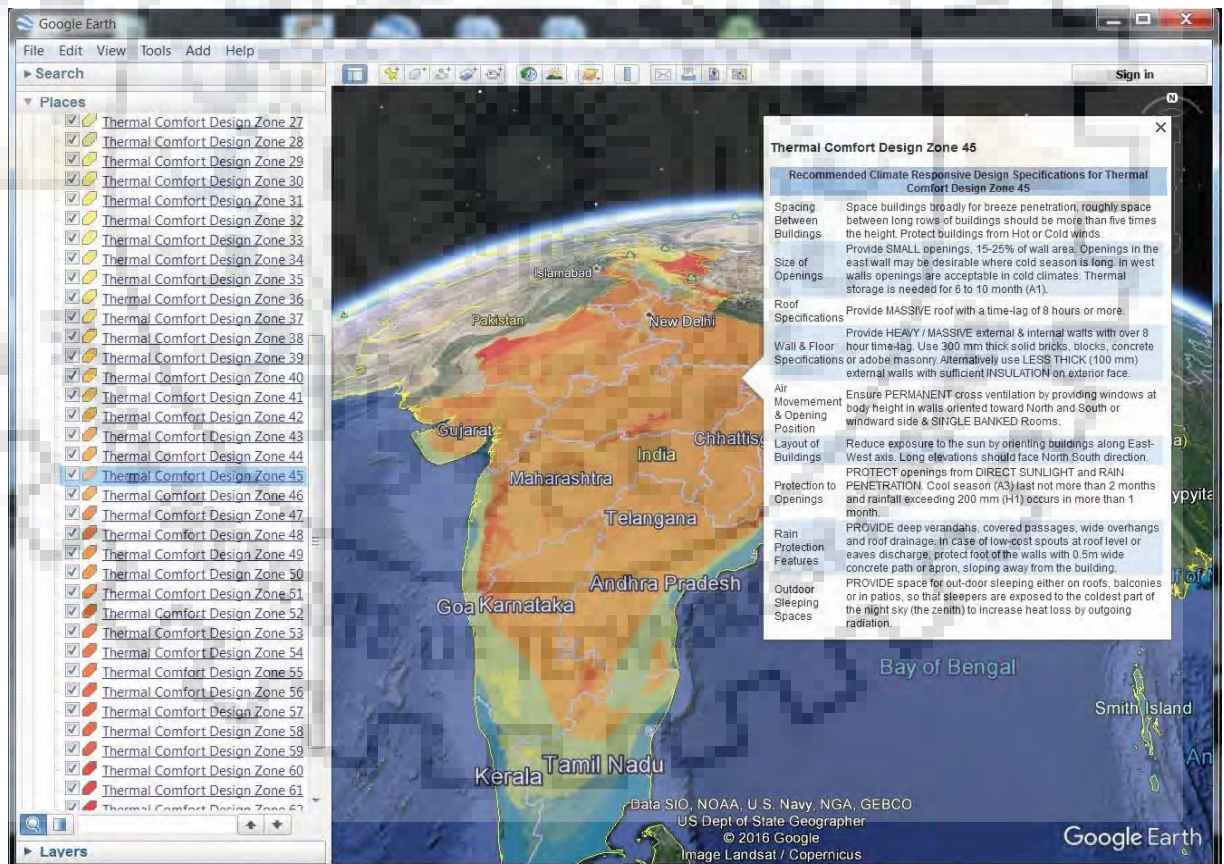 Google Earth
File Edit View Tools Add Help
Search
Sign in
Places
Thermal Comfort Design Zone 27
Thermal Comfort Design Zone 28
Thermal Comfort Design Zone 29
Thermal Comfort Design Zone 30
Thermal Comfort Design Zone 31
Thermal Comfort Design Zone 32
Thermal Comfort Design Zone 33
Thermal Comfort Design Zone 34
Thermal Comfort Design Zone 35
Thermal Comfort Design Zone 36
Thermal Comfort Design Zone 37
Thermal Comfort Design Zone 38
Thermal Comfort Design Zone 39
Thermal Comfort Design Zone 40
Thermal Comfort Design Zone 41
Thermal Comfort Design Zone 42
Thermal Comfort Design Zone 43
Thermal Comfort Design Zone 44
Thermal Comfort Design Zone 45
Thermal Comfort Design Zone 46
Thermal Comfort Design Zone 47
Thermal Comfort Design Zone 48
Thermal Comfort Design Zone 49
Thermal Comfort Design Zone 50
Thermal Comfort Design Zone 51
Thermal Comfort Design Zone 52
Thermal Comfort Design Zone 53
Thermal Comfort Design Zone 54
Thermal Comfort Design Zone 55
Thermal Comfort Design Zone 56
Thermal Comfort Design Zone 57
Thermal Comfort Design Zone 58
Thermal Comfort Design Zone 59
Thermal Comfort Design Zone 60
Thermal Comfort Design Zone 61
Thermal Comfort Design Zone 62
Layers
N
Islamabad
Pakistan
New Delhi
Gujarat
Chhattisg
India
Maharashtra
Telangana
Andhra Pradesh
Goa Karnataka
Kerala
Tamil Nadu
Bay of Bengal
Smith Island
Thermal Comfort Design Zone 45
Recommended Climate Responsive Design Specifications for Thermal
Comfort Design Zone 45
Spacing
Between
Buildings
Space buildings broadly for breeze penetration, roughly space
between long rows of buildings should be more than five times
the height. Protect buildings from Hot or Cold winds.
Size of
Openings
Provide SMALL openings, 15-25% of wall area. Openings in the
east wall may be desirable where cold season is long. In west
walls openings are acceptable in cold climates. Thermal
storage is needed for 6 to 10 month (A1).
Roof
Specifications
Provide MASSIVE roof with a time-lag of 8 hours or more.
Wall & Floor
Specifications
Provide HEAVY / MASSIVE external & internal walls with over 8
hour time-lag. Use 300 mm thick solid bricks, blocks, concrete
or adobe masonry. Alternatively use LESS THICK (100 mm)
external walls with sufficient INSULATION on exterior face.
Air
Movemement
& Opening
Position
Ensure PERMANENT cross ventilation by providing windows at
body height in walls oriented toward North and South or
windward side & SINGLE BANKED Rooms.
Layout of
Buildings
Reduce exposure to the sun by orienting buildings along East-
West axis. Long elevations should face North South direction.
Protection to
Openings
PROTECT openings from DIRECT SUNLIGHT and RAIN
PENETRATION. Cool season (A3) last not more than 2 months
and rainfall exceeding 200 mm (H1) occurs in more than 1
month.
Rain
Protection
Features
PROVIDE deep verandahs, covered passages, wide overhangs
and roof drainage. In case of low-cost spouts at roof level or
eaves discharge, protect foot of the walls with 0.5m wide
concrete path or apron, sloping away from the building.
Outdoor
Sleeping
Spaces
PROVIDE space for out-door sleeping either on roofs, balconies
or in patios, so that sleepers are exposed to the coldest part of
the night sky (the zenith) to increase heat loss by outgoing
radiation.
Data SIO, NOAA, U.S. Navy, NGA, GEBCO
US Dept of State Geographer
© 2016 Google
Image Landsat / Copernicus
Google Earth